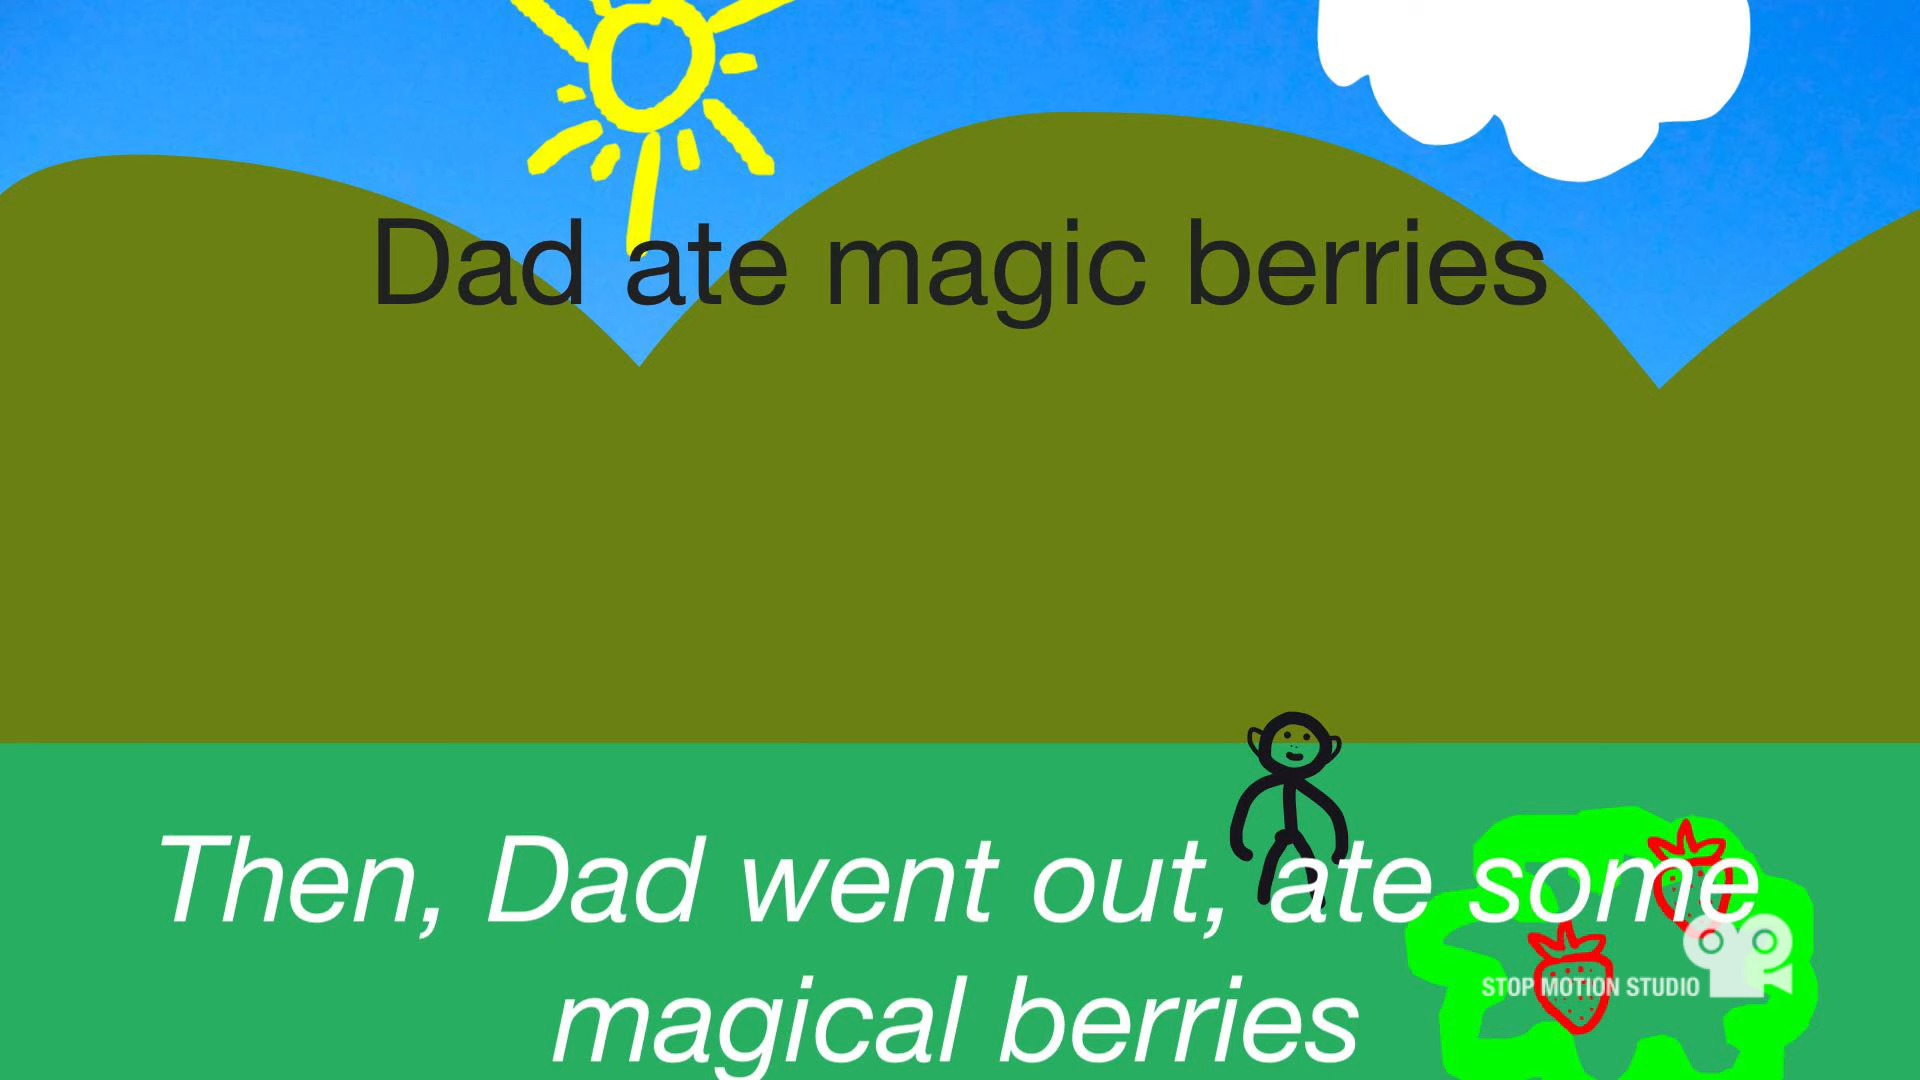 Dad ate magic berries
Then, Dad went out, ate some
magical berries
STOP MOTION STUDIO